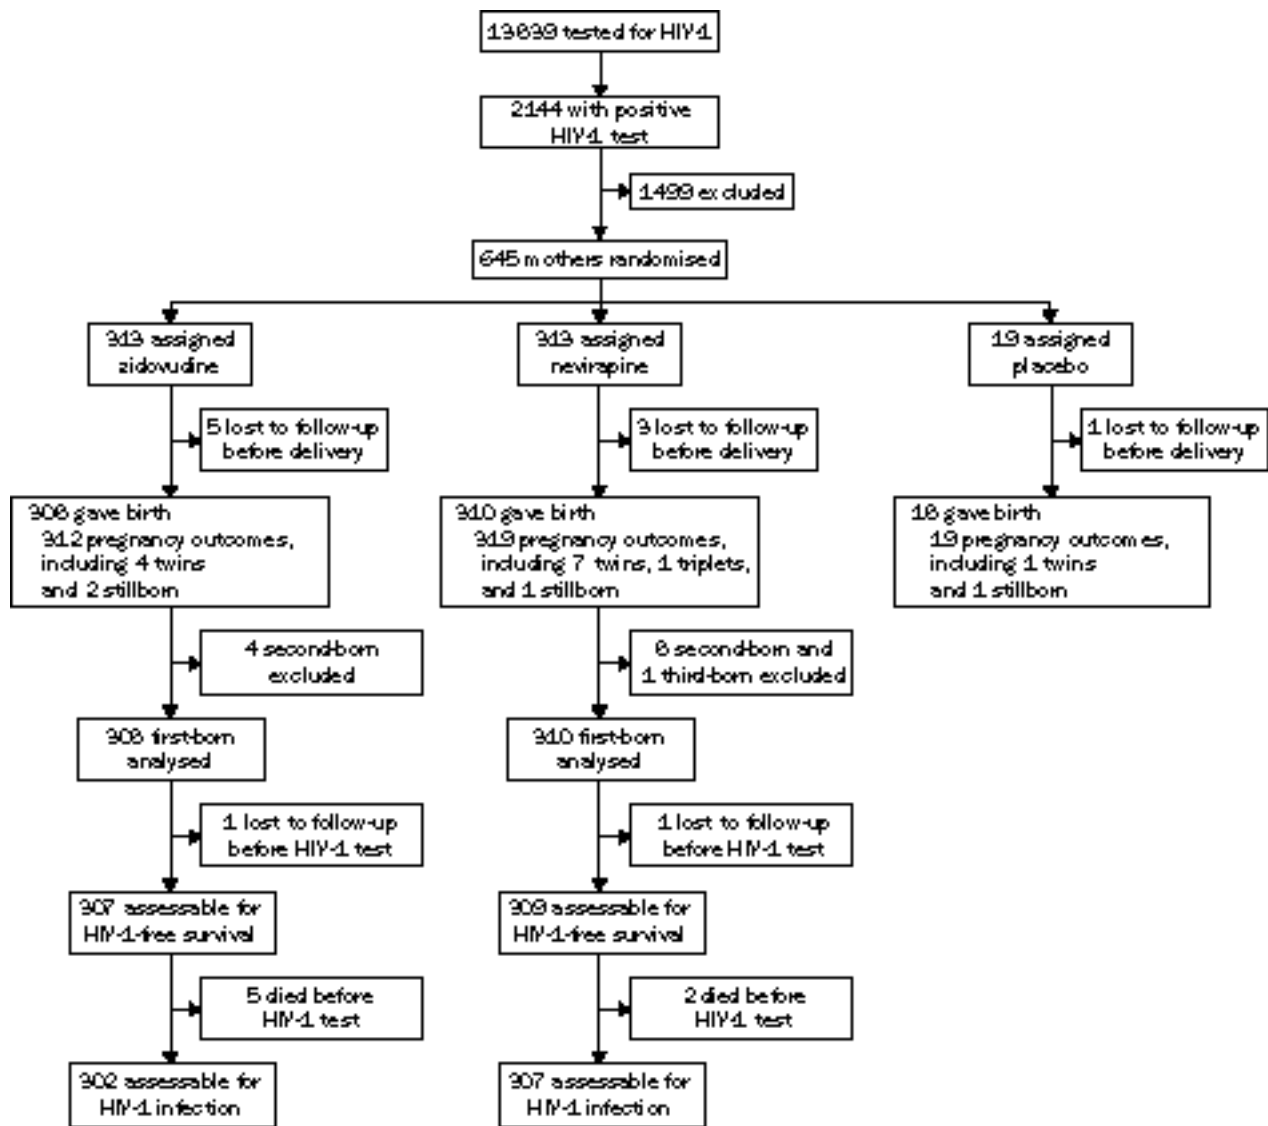 13839 tested for HIV-1
2144 with positive
HIV-1 test
1499 excluded
645 mothers randomised
313 assigned
zidovudine
313 assigned
nevirapine
19 assigned
placebo
5 lost to follow-up
before delivery
3 lost to follow-up
before delivery
1 lost to follow-up
before delivery
308 gave birth
312 pregnancy outcomes,
including 4 twins
and 2 stillborn
310 gave birth
319 pregnancy outcomes,
including 7 twins, 1 triplets,
and 1 stillborn
18 gave birth
19 pregnancy outcomes,
including 1 twins
and 1 stillborn
4 second-born
excluded
8 second-born and
1 third-born excluded
308 first-born
analysed
310 first-born
analysed
1 lost to follow-up
before HIV-1 test
1 lost to follow-up
before HIV-1 test
307 assessable for
HIV-1-free survival
309 assessable for
HIV-1-free survival
5 died before
HIV-1 test
2 died before
HIV-1 test
302 assessable for
HIV-1 infection
307 assessable for
HIV-1 infection